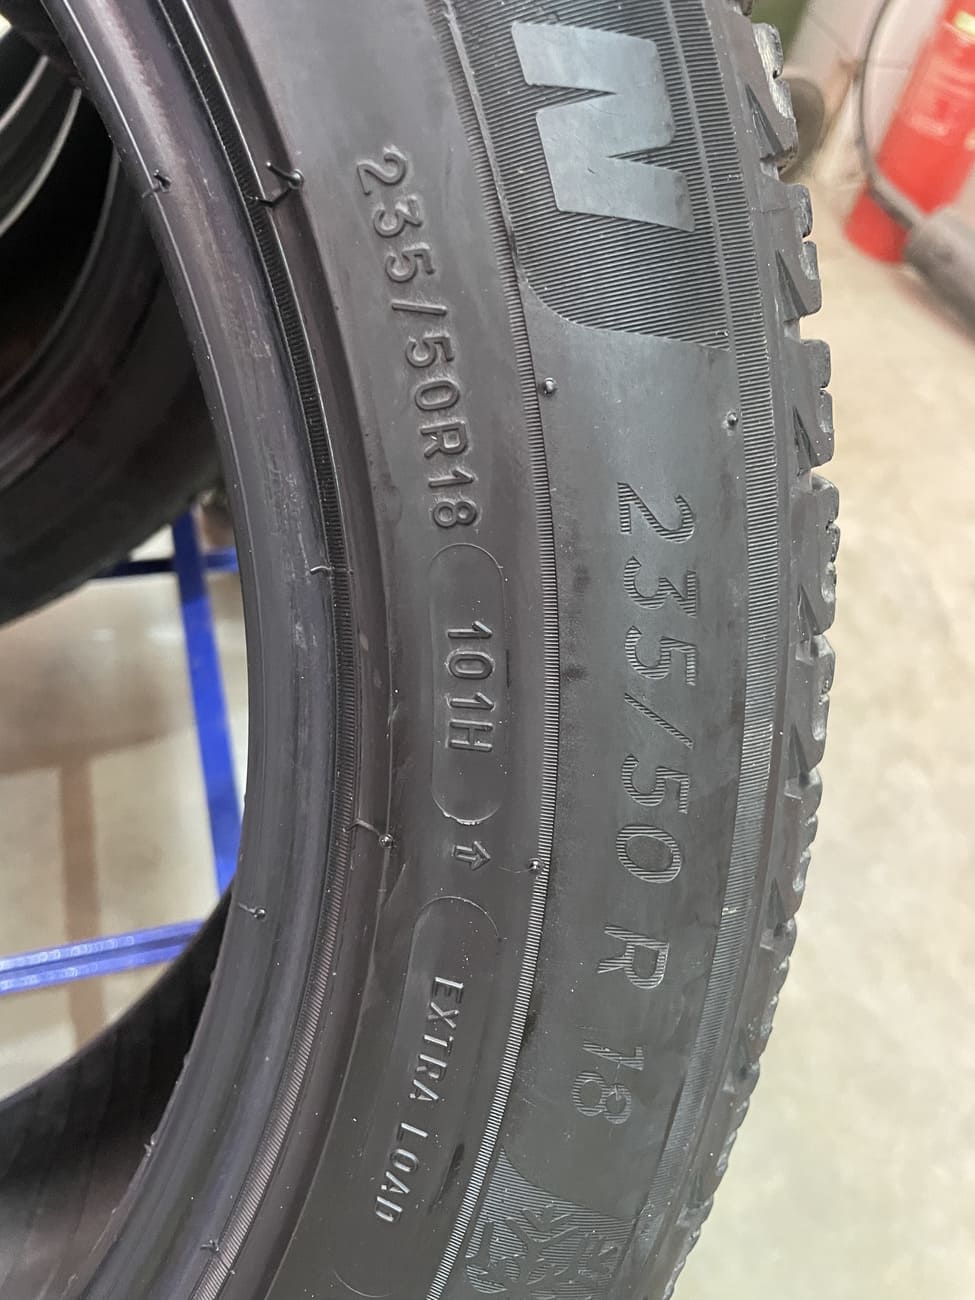 N
235/50R18 101H
EXTRA LOAD
235/50 R 18